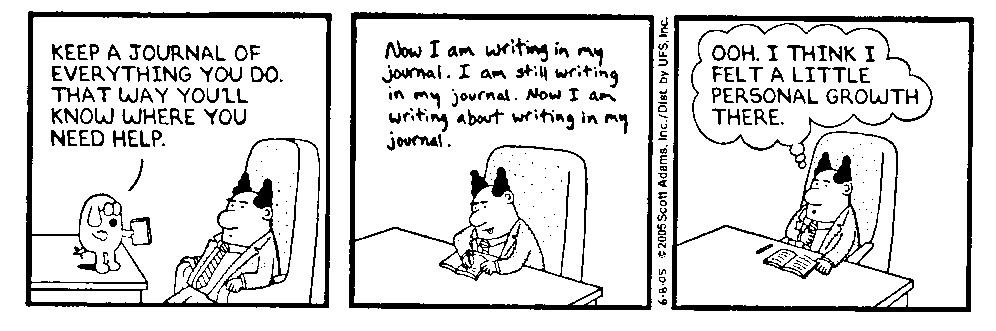 KEEP A JOURNAL OF
EVERYTHING YOU DO.
THAT WAY YOU'LL
KNOW WHERE YOU
NEED HELP.
Now I am writing in my
journal. I am still writing
in my journal. Now I am
writing about writing in my
journal.
6-8-05 ©2005 Scott Adams, Inc./Dist. by UFS, Inc.
OOH. I THINK I
FELT A LITTLE
PERSONAL GROWTH
THERE.